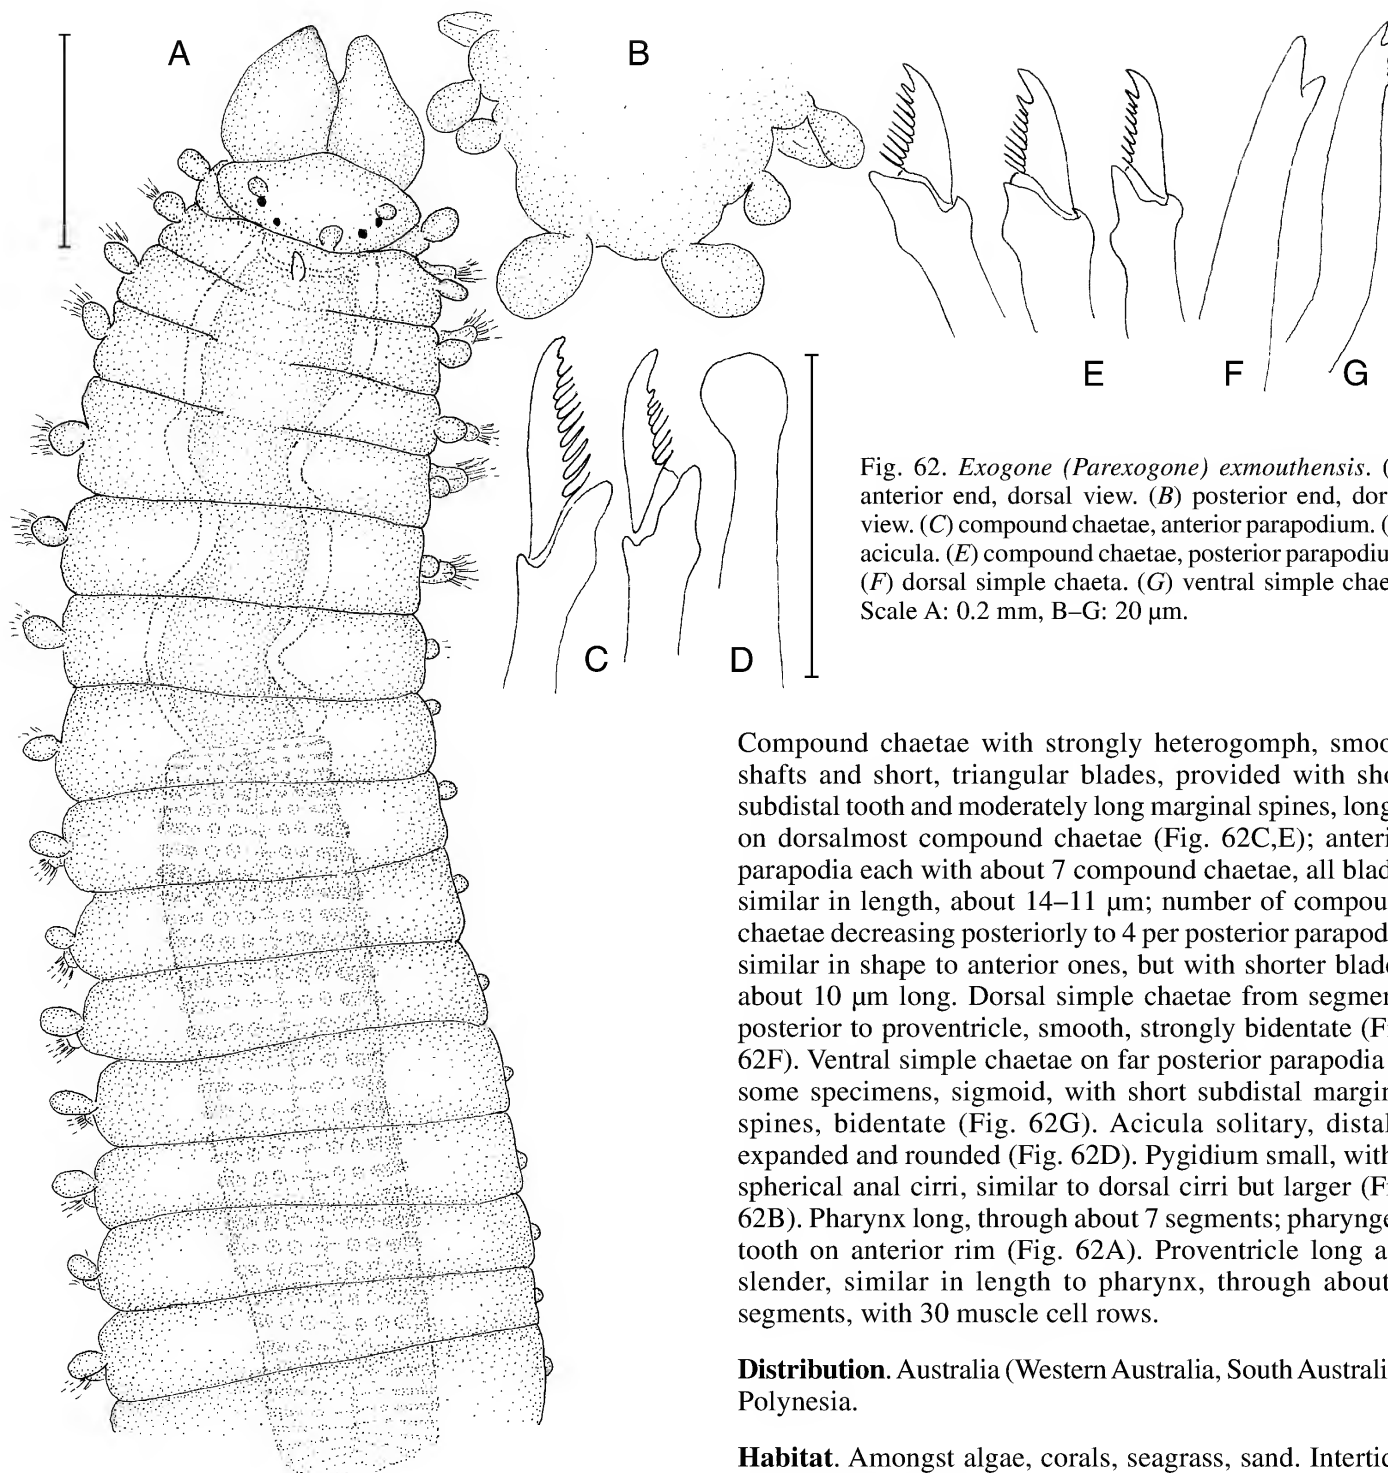 A
B
E
F
G
C
D
Fig. 62. Exogone (Parexogone) exmouthensis. (
anterior end, dorsal view. (B) posterior end, dor
view. (C) compound chaetae, anterior parapodium. (
acicula. (E) compound chaetae, posterior parapodiu
(F) dorsal simple chaeta. (G) ventral simple chae
Scale A: 0.2 mm, B–G: 20 µm.
Compound chaetae with strongly heterogomph, smoo
shafts and short, triangular blades, provided with sho
subdistal tooth and moderately long marginal spines, long
on dorsalmost compound chaetae (Fig. 62C,E); anteri
parapodia each with about 7 compound chaetae, all blad
similar in length, about 14–11 µm; number of compou
chaetae decreasing posteriorly to 4 per posterior parapod
similar in shape to anterior ones, but with shorter blade
about 10 µm long. Dorsal simple chaetae from segmen
posterior to proventricle, smooth, strongly bidentate (Fi
62F). Ventral simple chaetae on far posterior parapodia
some specimens, sigmoid, with short subdistal margin
spines, bidentate (Fig. 62G). Acicula solitary, distal
expanded and rounded (Fig. 62D). Pygidium small, with
spherical anal cirri, similar to dorsal cirri but larger (Fi
62B). Pharynx long, through about 7 segments; pharynge
tooth on anterior rim (Fig. 62A). Proventricle long a
slender, similar in length to pharynx, through about
segments, with 30 muscle cell rows.
Distribution. Australia (Western Australia, South Australi
Polynesia.
Habitat. Amongst algae, corals, seagrass, sand. Intertid